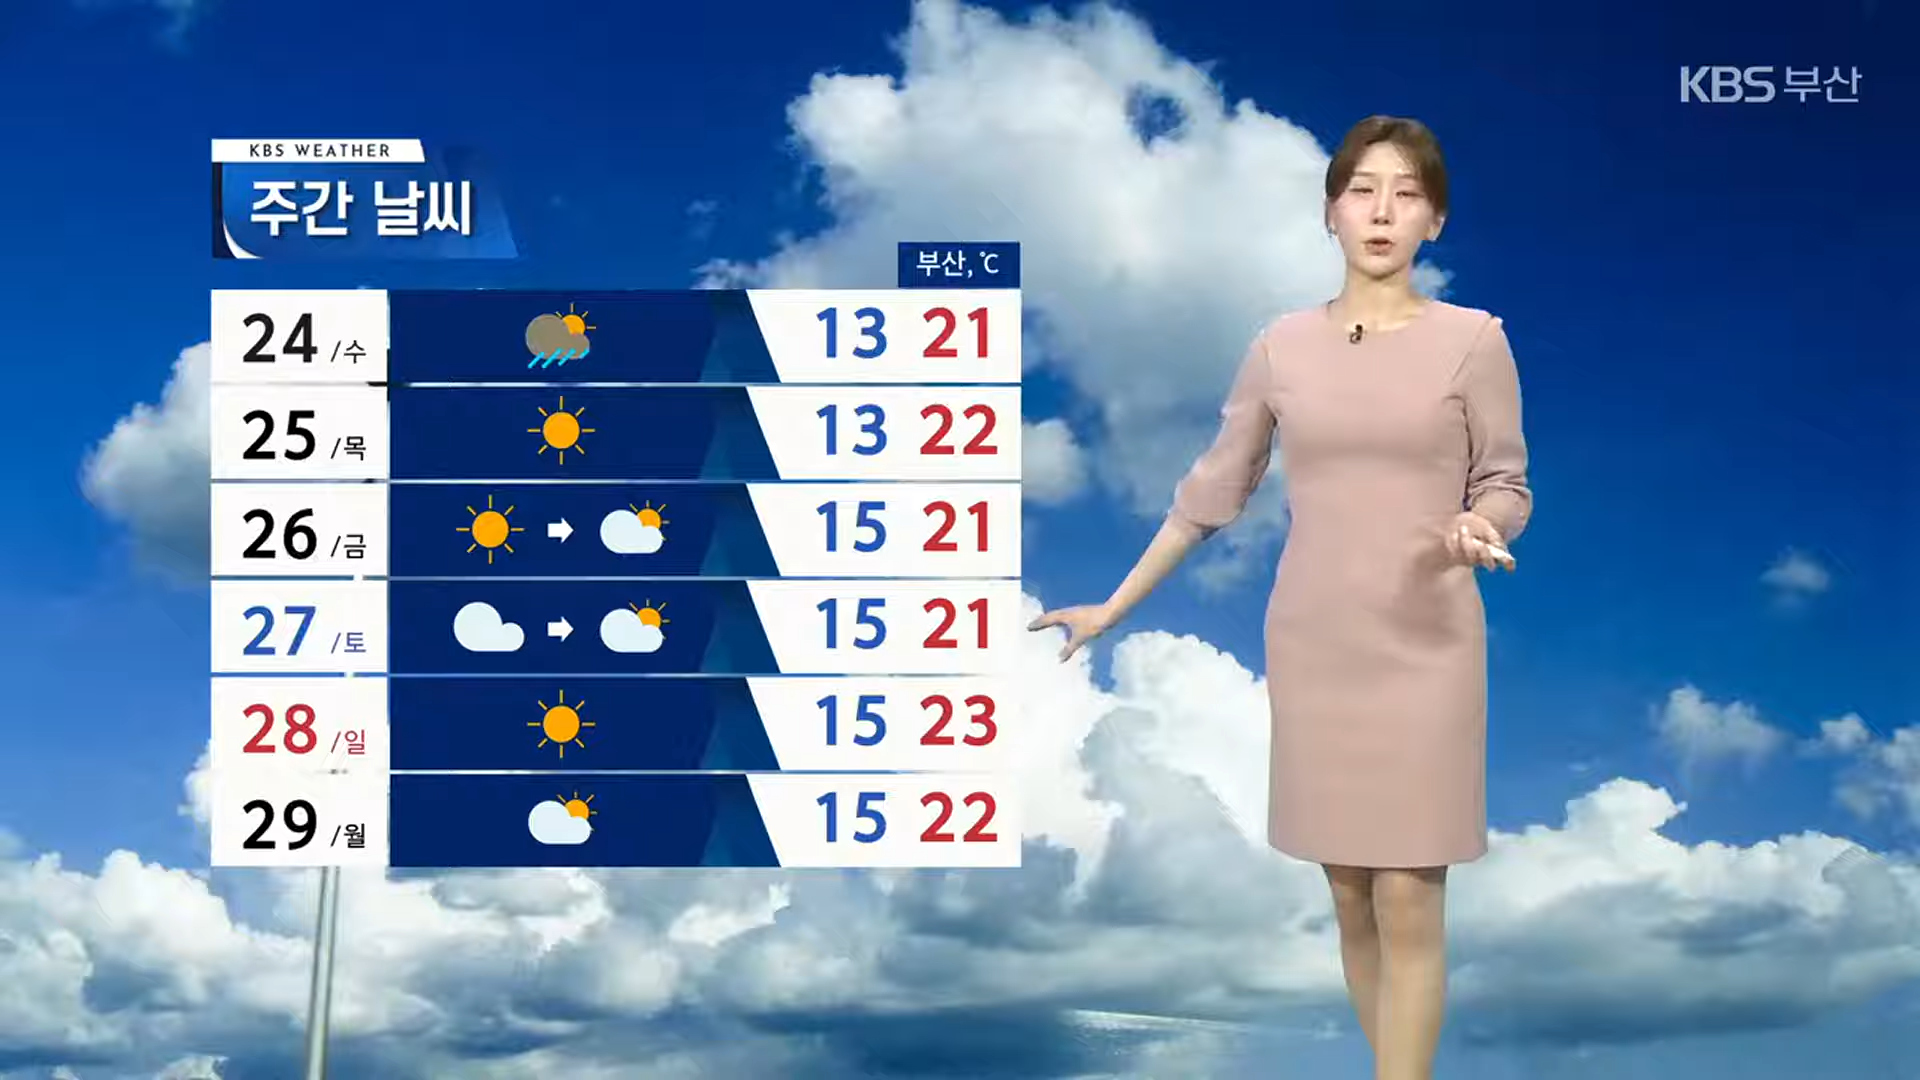 KBS 부산
KBS WEATHER
주간 날씨
부산, ℃
24 /수 13 21
25 /목 13 22
26 /금 15 21
27 /토 15 21
28 /일 15 23
29 /월 15 22